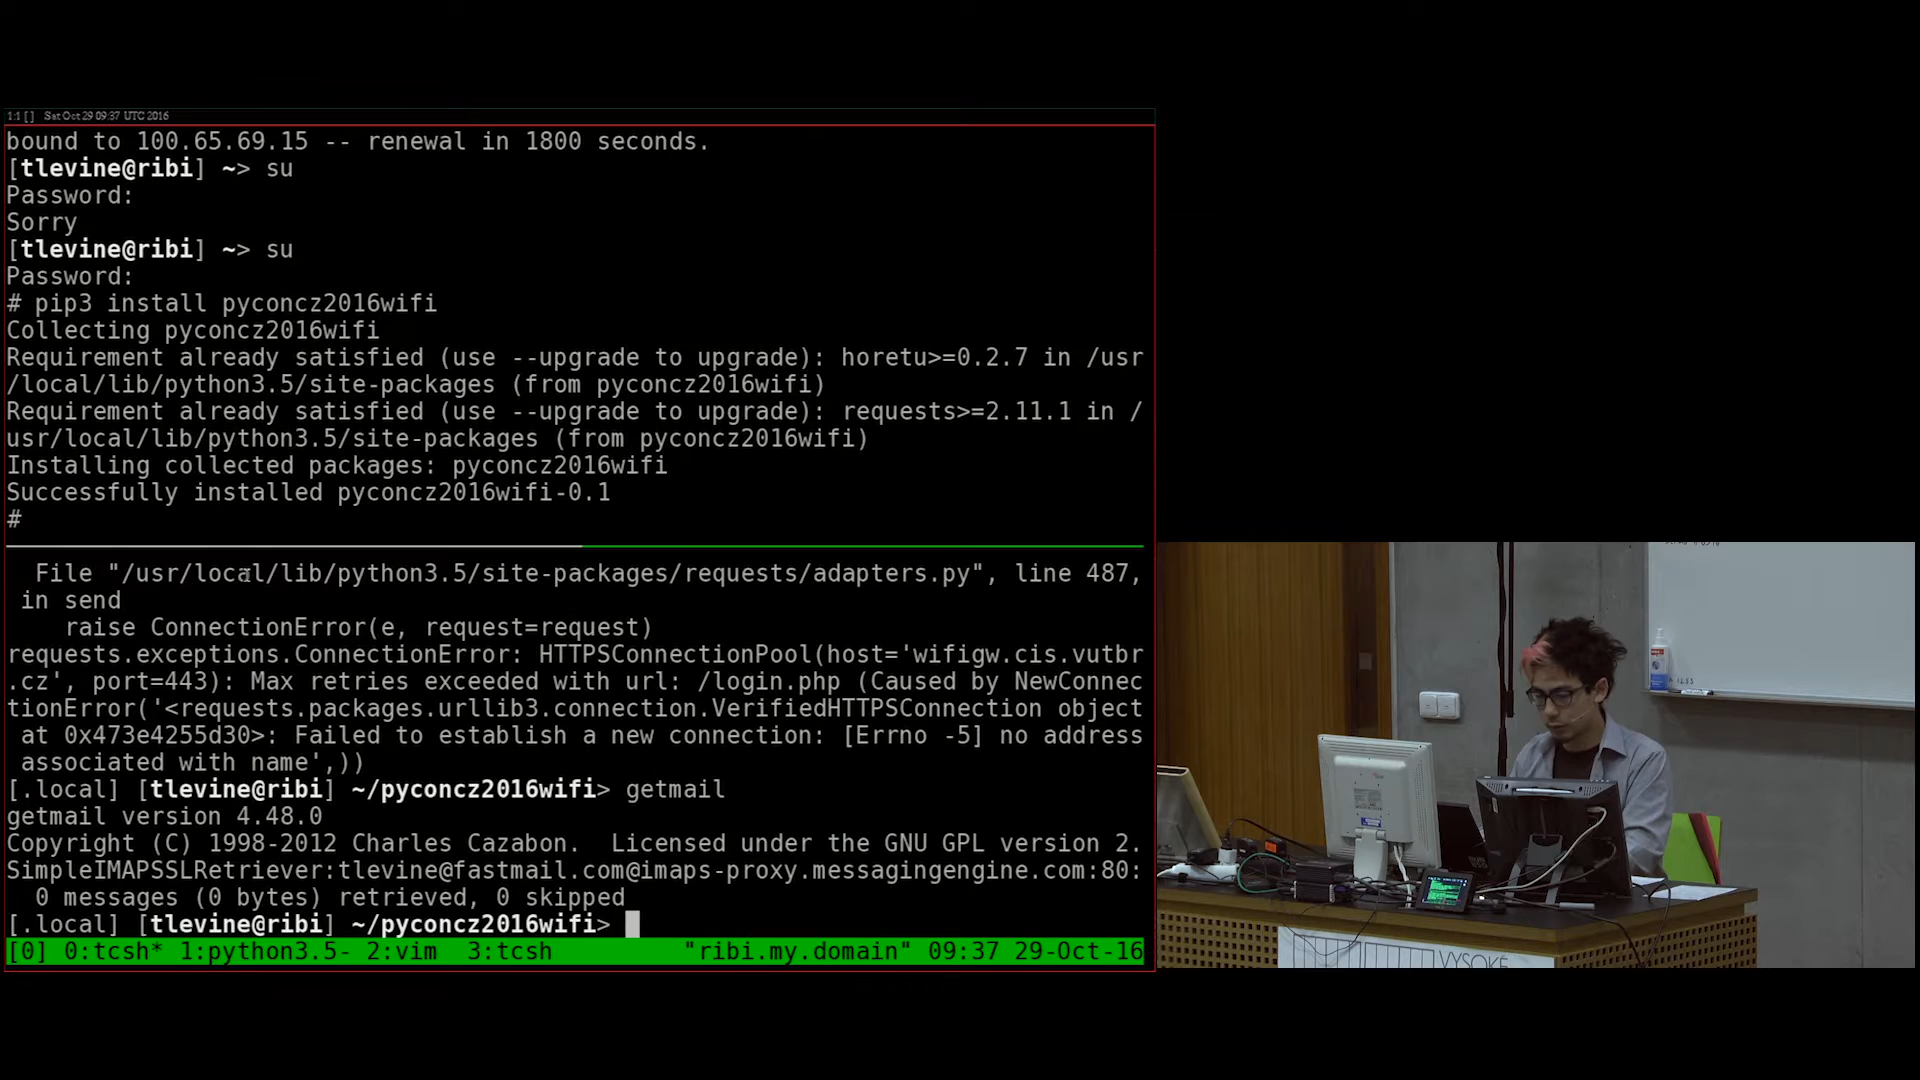 1:1 [ ] Sat Oct 29 09:37 UTC 2016
bound to 100.65.69.15 -- renewal in 1800 seconds.
[tlevine@ribi] ~> su
Password:
Sorry
[tlevine@ribi] ~> su
Password:
# pip3 install pyconcz2016wifi
Collecting pyconcz2016wifi
Requirement already satisfied (use --upgrade to upgrade): horetu>=0.2.7 in /usr
/local/lib/python3.5/site-packages (from pyconcz2016wifi)
Requirement already satisfied (use --upgrade to upgrade): requests>=2.11.1 in /
usr/local/lib/python3.5/site-packages (from pyconcz2016wifi)
Installing collected packages: pyconcz2016wifi
Successfully installed pyconcz2016wifi-0.1
#
File "/usr/local/lib/python3.5/site-packages/requests/adapters.py", line 487,
in send
raise ConnectionError(e, request=request)
requests.exceptions.ConnectionError: HTTPSConnectionPool(host='wifigw.cis.vutbr
.cz', port=443): Max retries exceeded with url: /login.php (Caused by NewConnec
tionError('<requests.packages.urllib3.connection.VerifiedHTTPSConnection object
at 0x473e4255d30>: Failed to establish a new connection: [Errno -5] no address
associated with name',))
[.local] [tlevine@ribi] ~/pyconcz2016wifi> getmail
getmail version 4.48.0
Copyright (C) 1998-2012 Charles Cazabon.  Licensed under the GNU GPL version 2.
SimpleIMAPSSLRetriever:tlevine@fastmail.com@imaps-proxy.messagingengine.com:80:
0 messages (0 bytes) retrieved, 0 skipped
[.local] [tlevine@ribi] ~/pyconcz2016wifi>
[0] 0:tcsh* 1:python3.5- 2:vim  3:tcsh "ribi.my.domain" 09:37 29-Oct-16
VYSOKÉ